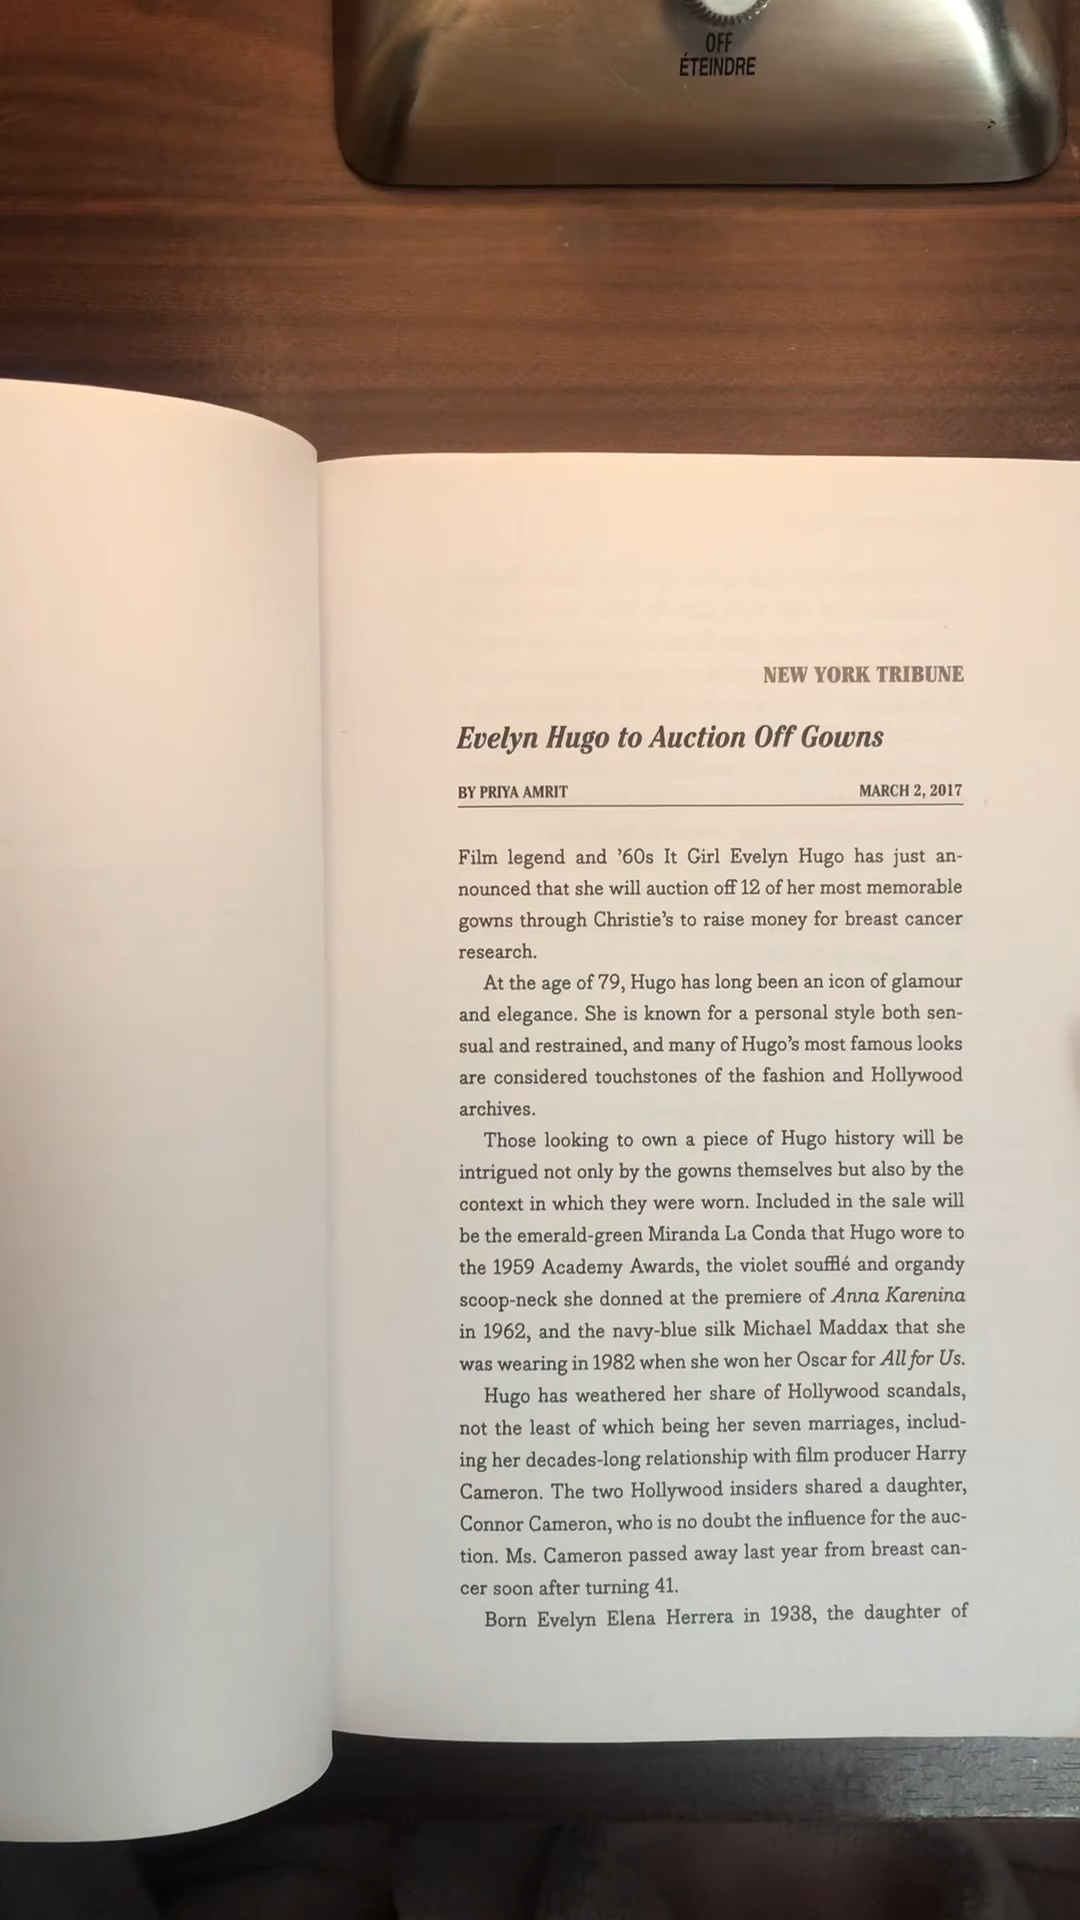 OFF
ÉTEINDRE
NEW YORK TRIBUNE
Evelyn Hugo to Auction Off Gowns
BY PRIYA AMRIT MARCH 2, 2017
Film legend and ’60s It Girl Evelyn Hugo has just an-
nounced that she will auction off 12 of her most memorable
gowns through Christie’s to raise money for breast cancer
research.
At the age of 79, Hugo has long been an icon of glamour
and elegance. She is known for a personal style both sen-
sual and restrained, and many of Hugo’s most famous looks
are considered touchstones of the fashion and Hollywood
archives.
Those looking to own a piece of Hugo history will be
intrigued not only by the gowns themselves but also by the
context in which they were worn. Included in the sale will
be the emerald-green Miranda La Conda that Hugo wore to
the 1959 Academy Awards, the violet soufflé and organdy
scoop-neck she donned at the premiere of Anna Karenina
in 1962, and the navy-blue silk Michael Maddax that she
was wearing in 1982 when she won her Oscar for All for Us.
Hugo has weathered her share of Hollywood scandals,
not the least of which being her seven marriages, includ-
ing her decades-long relationship with film producer Harry
Cameron. The two Hollywood insiders shared a daughter,
Connor Cameron, who is no doubt the influence for the auc-
tion. Ms. Cameron passed away last year from breast can-
cer soon after turning 41.
Born Evelyn Elena Herrera in 1938, the daughter of